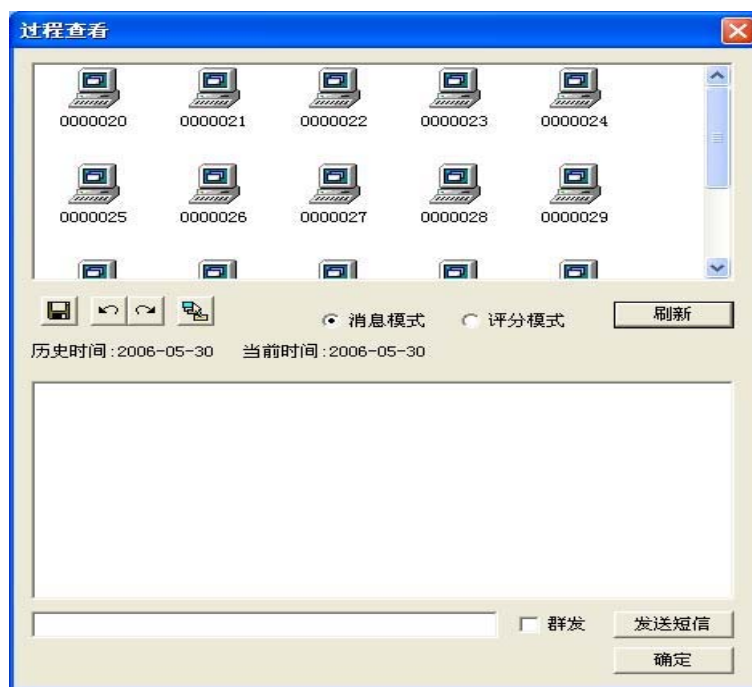 过程查看
0000020 0000021 0000022 0000023 0000024
0000025 0000026 0000027 0000028 0000029
消息模式 评分模式 刷新
历史时间:2006-05-30 当前时间:2006-05-30
群发 发送短信
确定